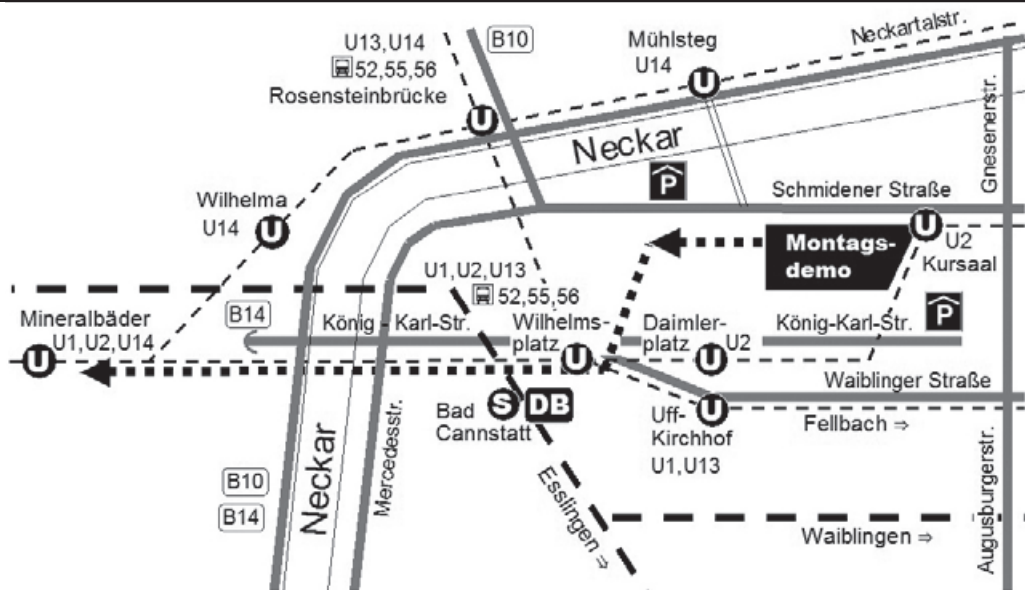 U13,U14
52,55,56
Rosensteinbrücke
U
B10
Mühlsteg
U14
U
Neckartalstr.
Gnesenerstr.
Neckar
P
Schmidener Straße
Wilhelma
U14
U
Montags-
demo
U
U2
Kursaal
P
U1,U2,U13
52,55,56
Mineralbäder
U1,U2,U14
U
B14
König - Karl-Str.
Wilhelms-
platz
U
Daimler-
platz
U2
U
König-Karl-Str.
Waiblinger Straße
Bad
Cannstatt
S
DB
Uff-
Kirchhof
U1,U13
U
Fellbach ⇒
B10
B14
Neckar
Mercedesstr.
Esslingen ⇒
Waiblingen ⇒
Augusburgerstr.